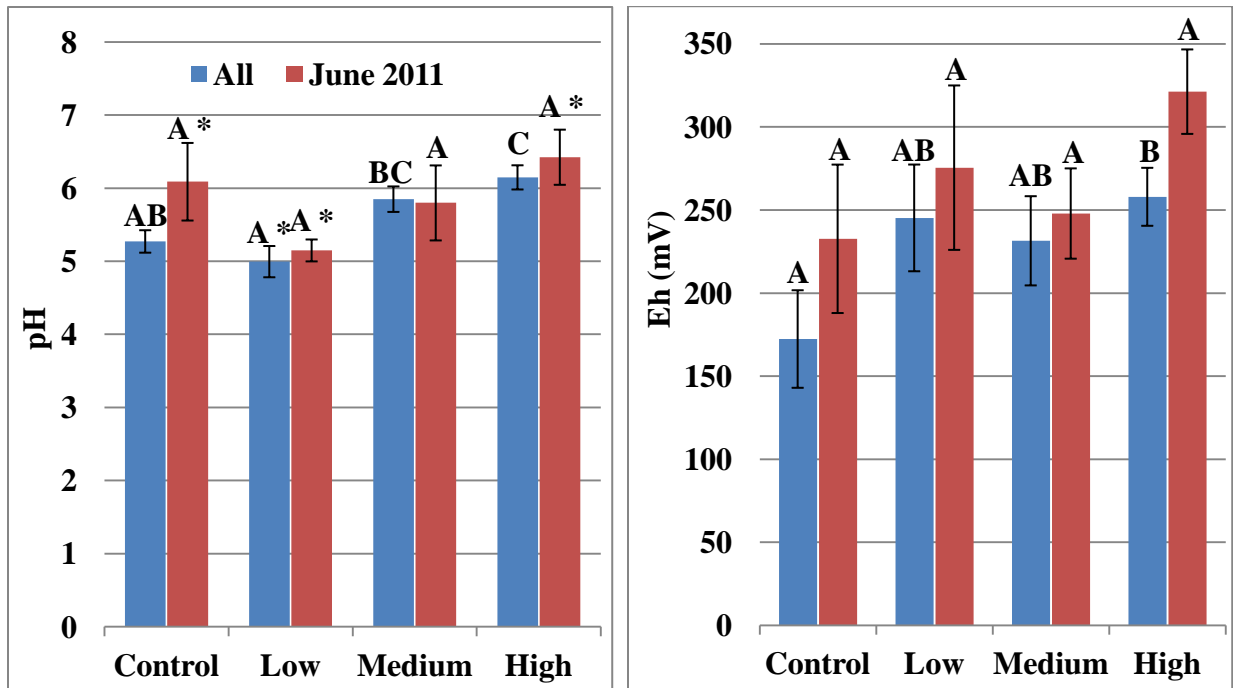 8
All June 2011
7
A *
A *
C
A
BC
6
AB
A * A *
5
4
3
2
1
0
pH
Control Low Medium High
350
A
A
300
A
AB
AB A
B
250
A
200
150
100
50
0
Eh (mV)
Control Low Medium High